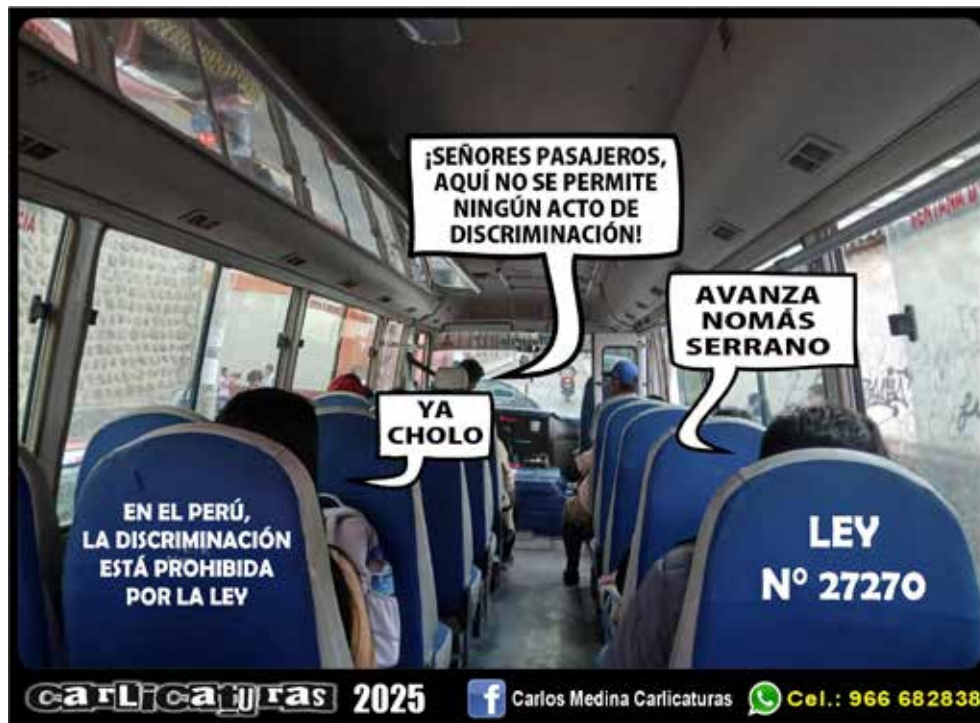 ¡SEÑORES PASAJEROS,
AQUÍ NO SE PERMITE
NINGÚN ACTO DE
DISCRIMINACIÓN!
AVANZA
NOMÁS
SERRANO
YA
CHOLO
EN EL PERÚ,
LA DISCRIMINACIÓN
ESTÁ PROHIBIDA
POR LA LEY
LEY
Nº 27270
carLicaturas 2025
f Carlos Medina Carlicaturas
Cel.: 966 682838